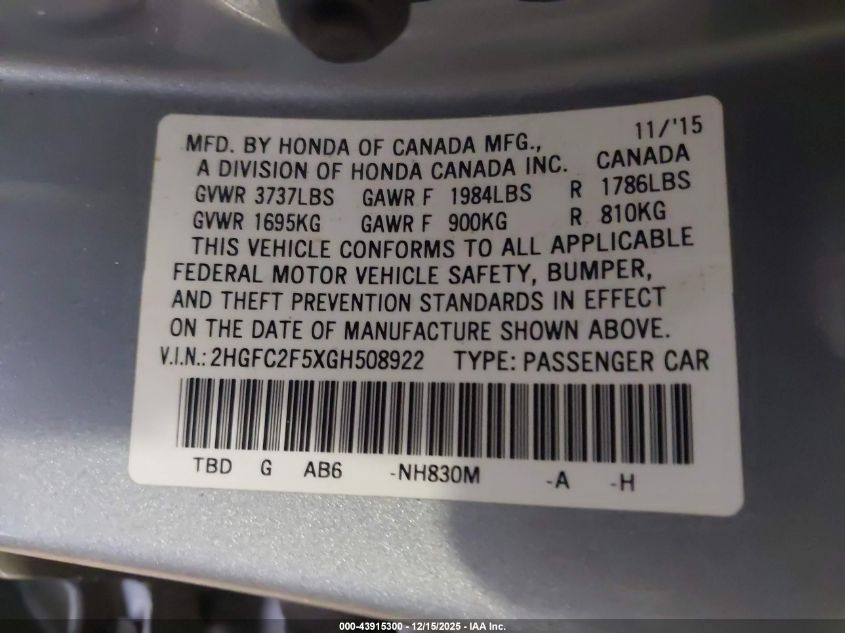 11/'15
MFD. BY HONDA OF CANADA MFG.,
A DIVISION OF HONDA CANADA INC. CANADA
GVWR 3737LBS GAWR F 1984LBS R 1786LBS
GVWR 1695KG GAWR F 900KG R 810KG
THIS VEHICLE CONFORMS TO ALL APPLICABLE
FEDERAL MOTOR VEHICLE SAFETY, BUMPER,
AND THEFT PREVENTION STANDARDS IN EFFECT
ON THE DATE OF MANUFACTURE SHOWN ABOVE.
V.I.N.: 2HGFC2F5XGH508922 TYPE: PASSENGER CAR
TBD G AB6 -NH830M -A -H
000-43915300 - 12/15/2025 - IAA Inc.